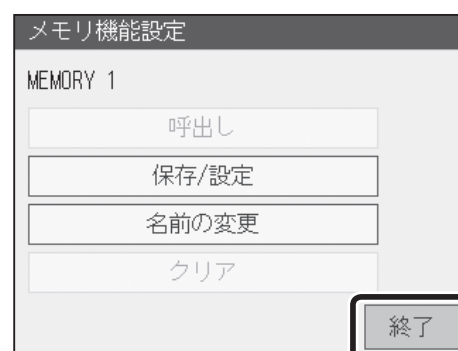 メモリ機能設定
MEMORY 1
呼出し
保存/設定
名前の変更
クリア
終了